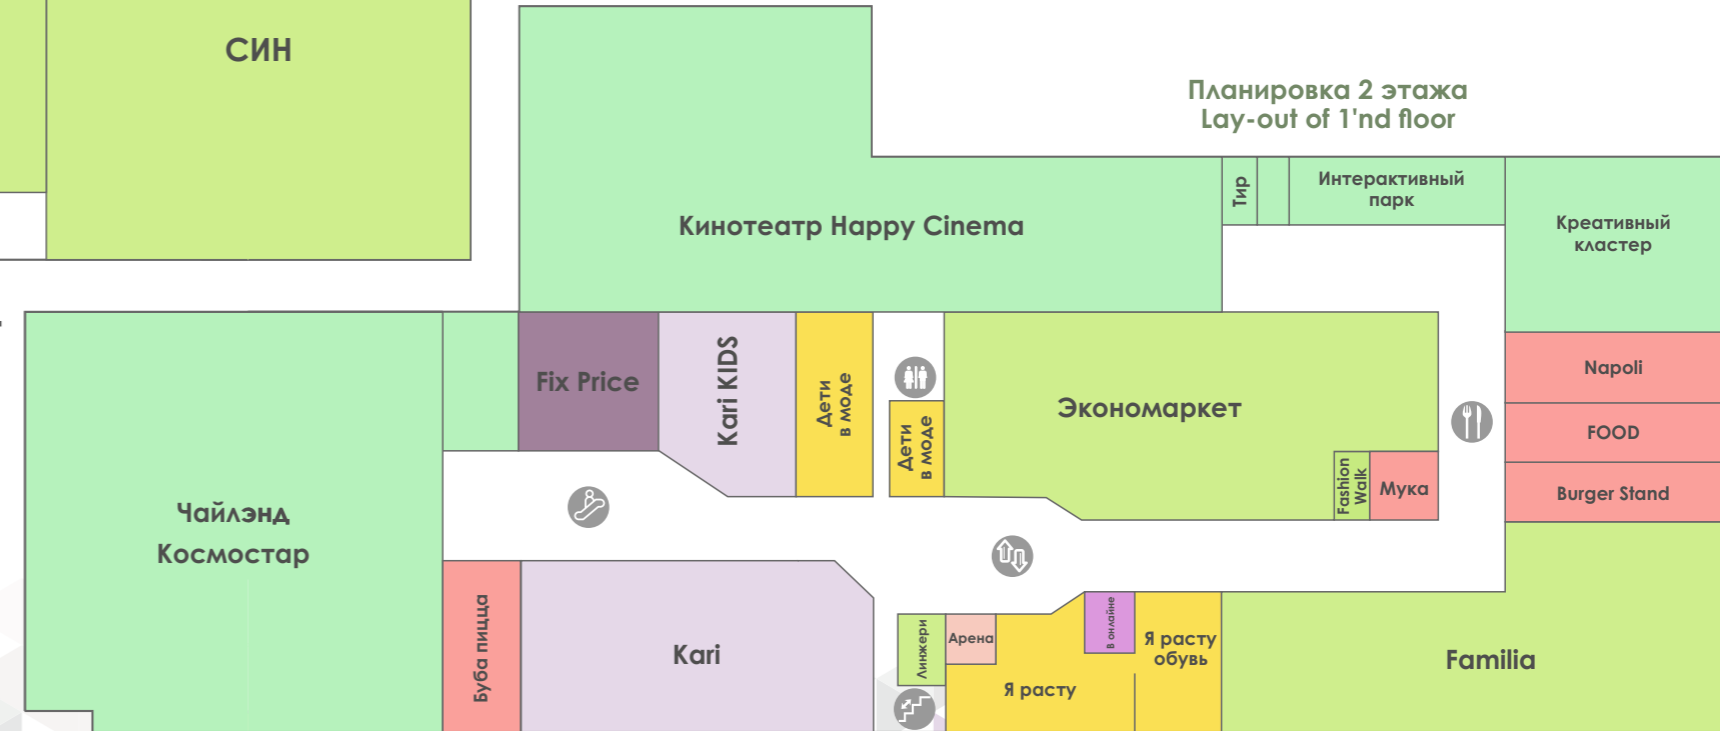 СИН
Планировка 2 этажа
Lay-out of 1'nd floor
Кинотеатр Happy Cinema
Тир
Интерактивный
парк
Креативный
кластер
Fix Price
Kari KIDS
Дети
в моде
Дети
в моде
Экономаркет
Fashion
Walk
Мука
Napoli
FOOD
Burger Stand
Чайлэнд
Космостар
Буба пицца
Kari
Линжери
Арена
Я расту
В онлайне
Я расту
обувь
Familia